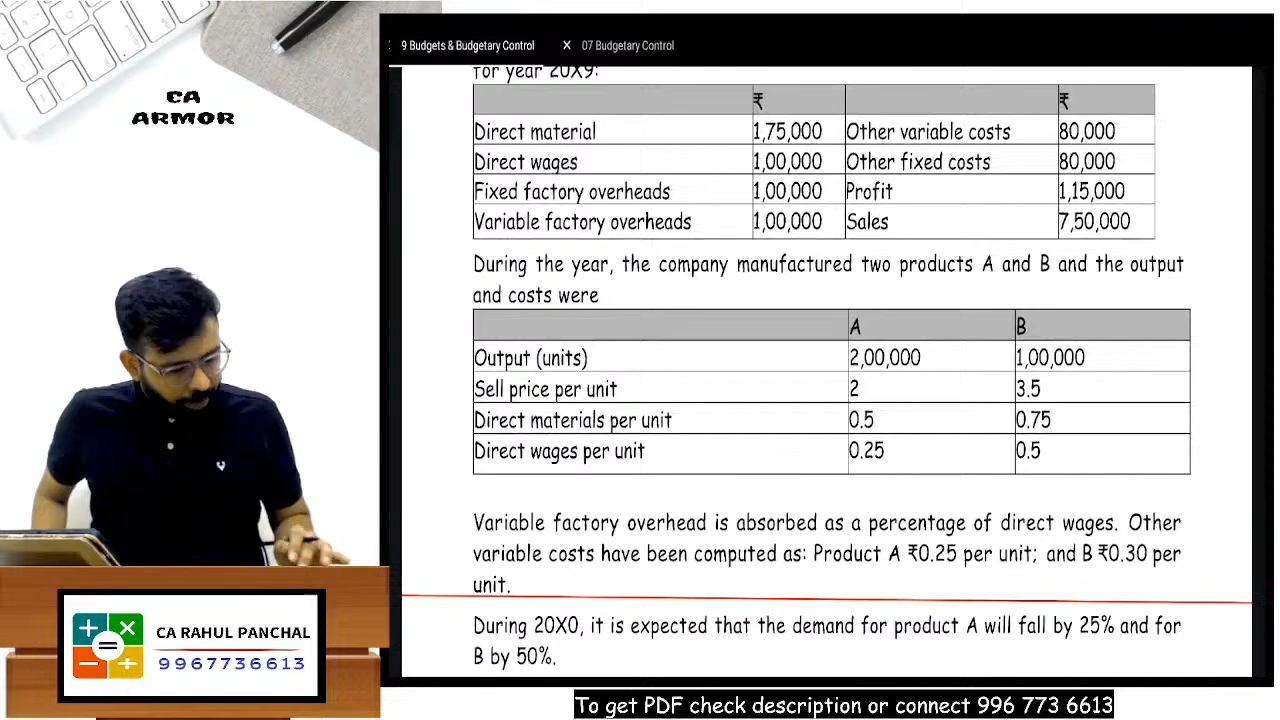 CA
ARMOR
9 Budgets & Budgetary Control
07 Budgetary Control
for year 20X9:
₹ ₹
Direct material 1,75,000 Other variable costs 80,000
Direct wages 1,00,000 Other fixed costs 80,000
Fixed factory overheads 1,00,000 Profit 1,15,000
Variable factory overheads 1,00,000 Sales 7,50,000
During the year, the company manufactured two products A and B and the output
and costs were
A B
Output (units) 2,00,000 1,00,000
Sell price per unit 2 3.5
Direct materials per unit 0.5 0.75
Direct wages per unit 0.25 0.5
Variable factory overhead is absorbed as a percentage of direct wages. Other
variable costs have been computed as: Product A ₹0.25 per unit; and B ₹0.30 per
unit.
During 20X0, it is expected that the demand for product A will fall by 25% and for
B by 50%.
CA RAHUL PANCHAL
9967736613
To get PDF check description or connect 996 773 6613